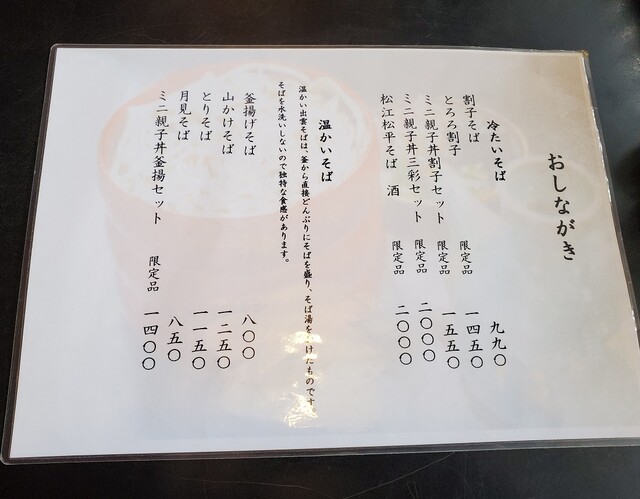 おしながき
冷たいそば
割子そば 九九〇
とろろ割子 限定品 一四五〇
ミニ親子丼割子セット 限定品 一五五〇
ミニ親子丼三彩セット 限定品 二〇〇〇
松江松平そば 酒 限定品 二〇〇〇
温かいそば
温かい出雲そばは、釜から直接どんぶりにそばを盛り、そば湯をかけたものです。
そばを水洗いしないので独特な食感があります。
釜揚げそば 八〇〇
山かけそば 一二五〇
とりそば 一一五〇
月見そば 八五〇
ミニ親子丼釜揚セット 限定品 一四〇〇